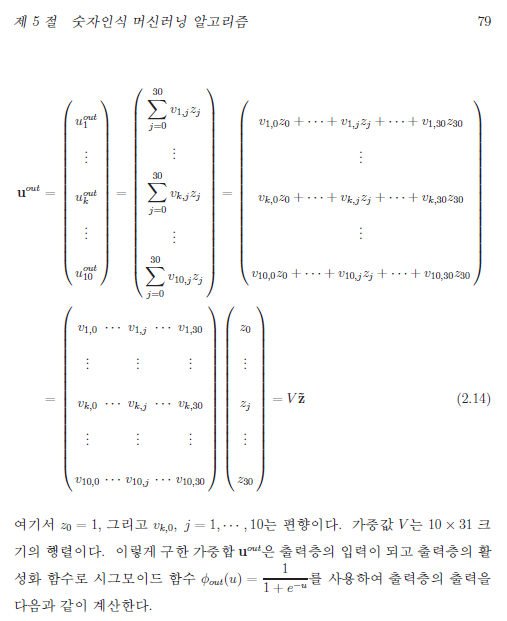 제 5 절 숫자인식 머신러닝 알고리즘 79
$$\mathbf{u}^{out} = \begin{pmatrix} u_1^{out} \\ \vdots \\ u_k^{out} \\ \vdots \\ u_{10}^{out} \end{pmatrix} = \begin{pmatrix} \sum_{j=0}^{30} v_{1,j}z_j \\ \vdots \\ \sum_{j=0}^{30} v_{k,j}z_j \\ \vdots \\ \sum_{j=0}^{30} v_{10,j}z_j \end{pmatrix} = \begin{pmatrix} v_{1,0}z_0 + \cdots + v_{1,j}z_j + \cdots + v_{1,30}z_{30} \\ \vdots \\ v_{k,0}z_0 + \cdots + v_{k,j}z_j + \cdots + v_{k,30}z_{30} \\ \vdots \\ v_{10,0}z_0 + \cdots + v_{10,j}z_j + \cdots + v_{10,30}z_{30} \end{pmatrix}$$
$$= \begin{pmatrix} v_{1,0} & \cdots & v_{1,j} & \cdots & v_{1,30} \\ \vdots & & \vdots & & \vdots \\ v_{k,0} & \cdots & v_{k,j} & \cdots & v_{k,30} \\ \vdots & & \vdots & & \vdots \\ v_{10,0} & \cdots & v_{10,j} & \cdots & v_{10,30} \end{pmatrix} \begin{pmatrix} z_0 \\ \vdots \\ z_j \\ \vdots \\ z_{30} \end{pmatrix} = V\tilde{\mathbf{z}} \quad (2.14)$$
여기서 $z_0 = 1$, 그리고 $v_{k,0},\ j = 1, \cdots, 10$는 편향이다. 가중값 $V$는 $10 \times 31$ 크
기의 행렬이다. 이렇게 구한 가중합 $\mathbf{u}^{out}$은 출력층의 입력이 되고 출력층의 활
성화 함수로 시그모이드 함수 $\phi_{out}(u) = \frac{1}{1+e^{-u}}$를 사용하여 출력층의 출력을
다음과 같이 계산한다.